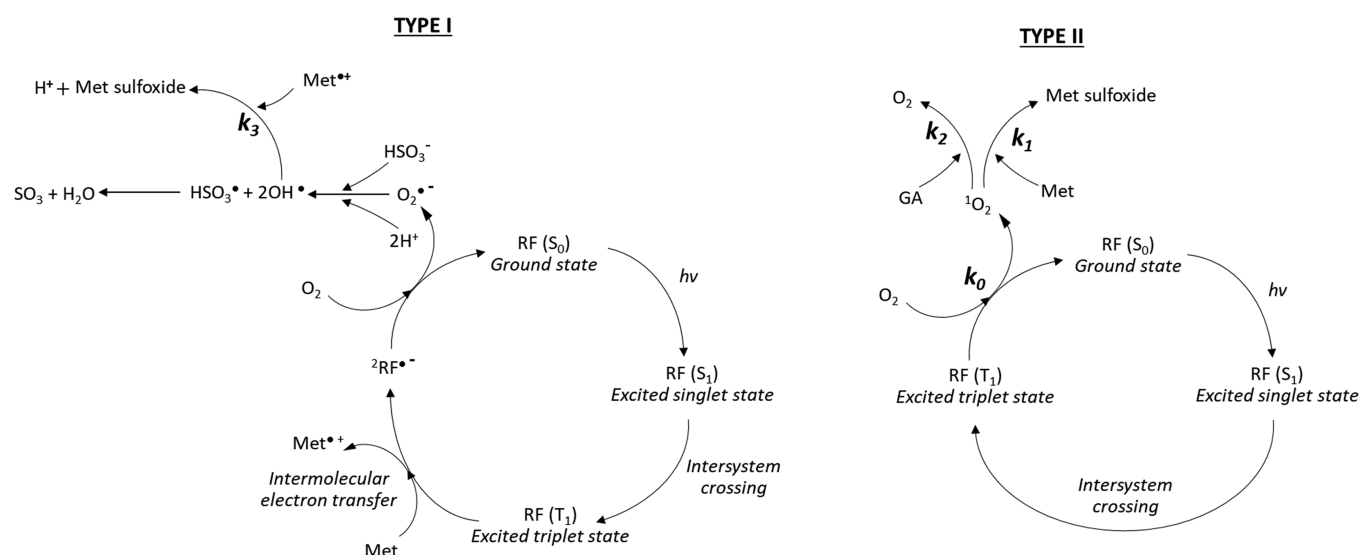 TYPE I
H⁺ + Met sulfoxide
Met•+
k₃
HSO₃⁻
SO₃ + H₂O
HSO₃• + 2OH•
O₂•⁻
2H⁺
RF (S₀)
Ground state
hν
O₂
²RF•⁻
RF (S₁)
Excited singlet state
Met•+
Intermolecular
electron transfer
Intersystem
crossing
RF (T₁)
Excited triplet state
Met
TYPE II
O₂
Met sulfoxide
k₂
k₁
GA
¹O₂
Met
RF (S₀)
Ground state
k₀
hν
O₂
RF (T₁)
Excited triplet state
RF (S₁)
Excited singlet state
Intersystem
crossing